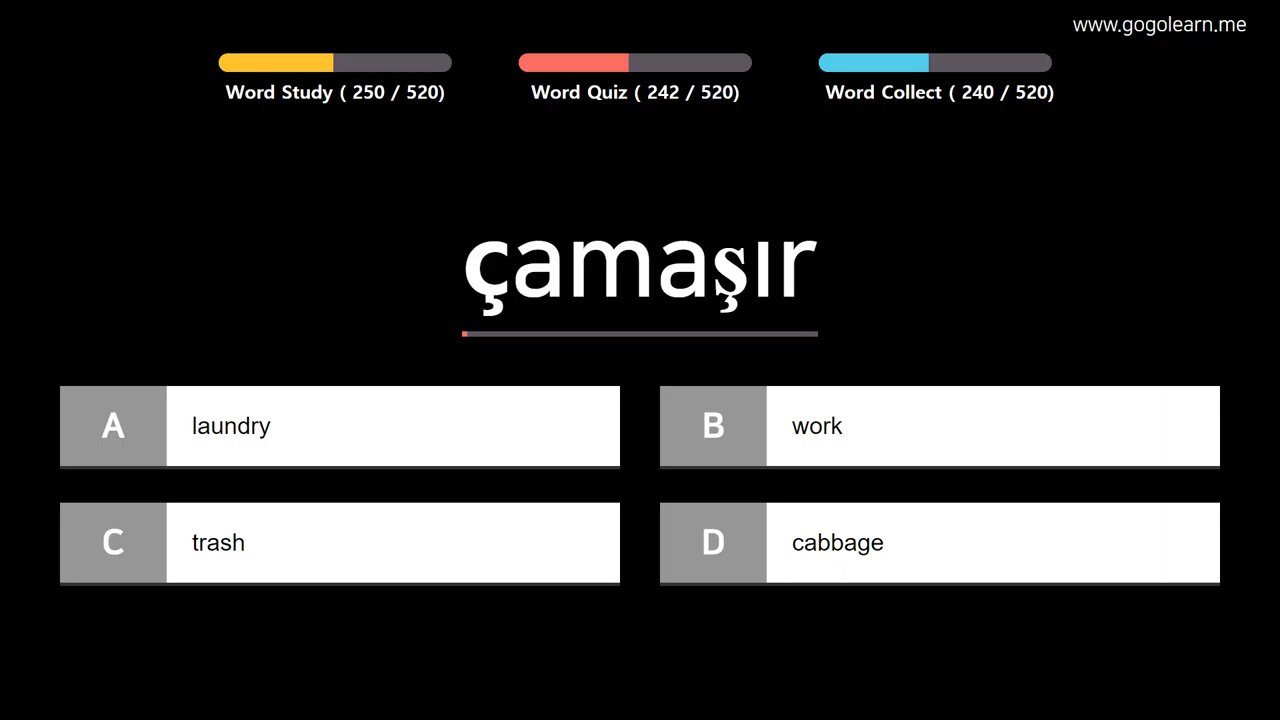 www.gogolearn.me
Word Study ( 250 / 520)
Word Quiz ( 242 / 520)
Word Collect ( 240 / 520)
çamaşır
A laundry
B work
C trash
D cabbage